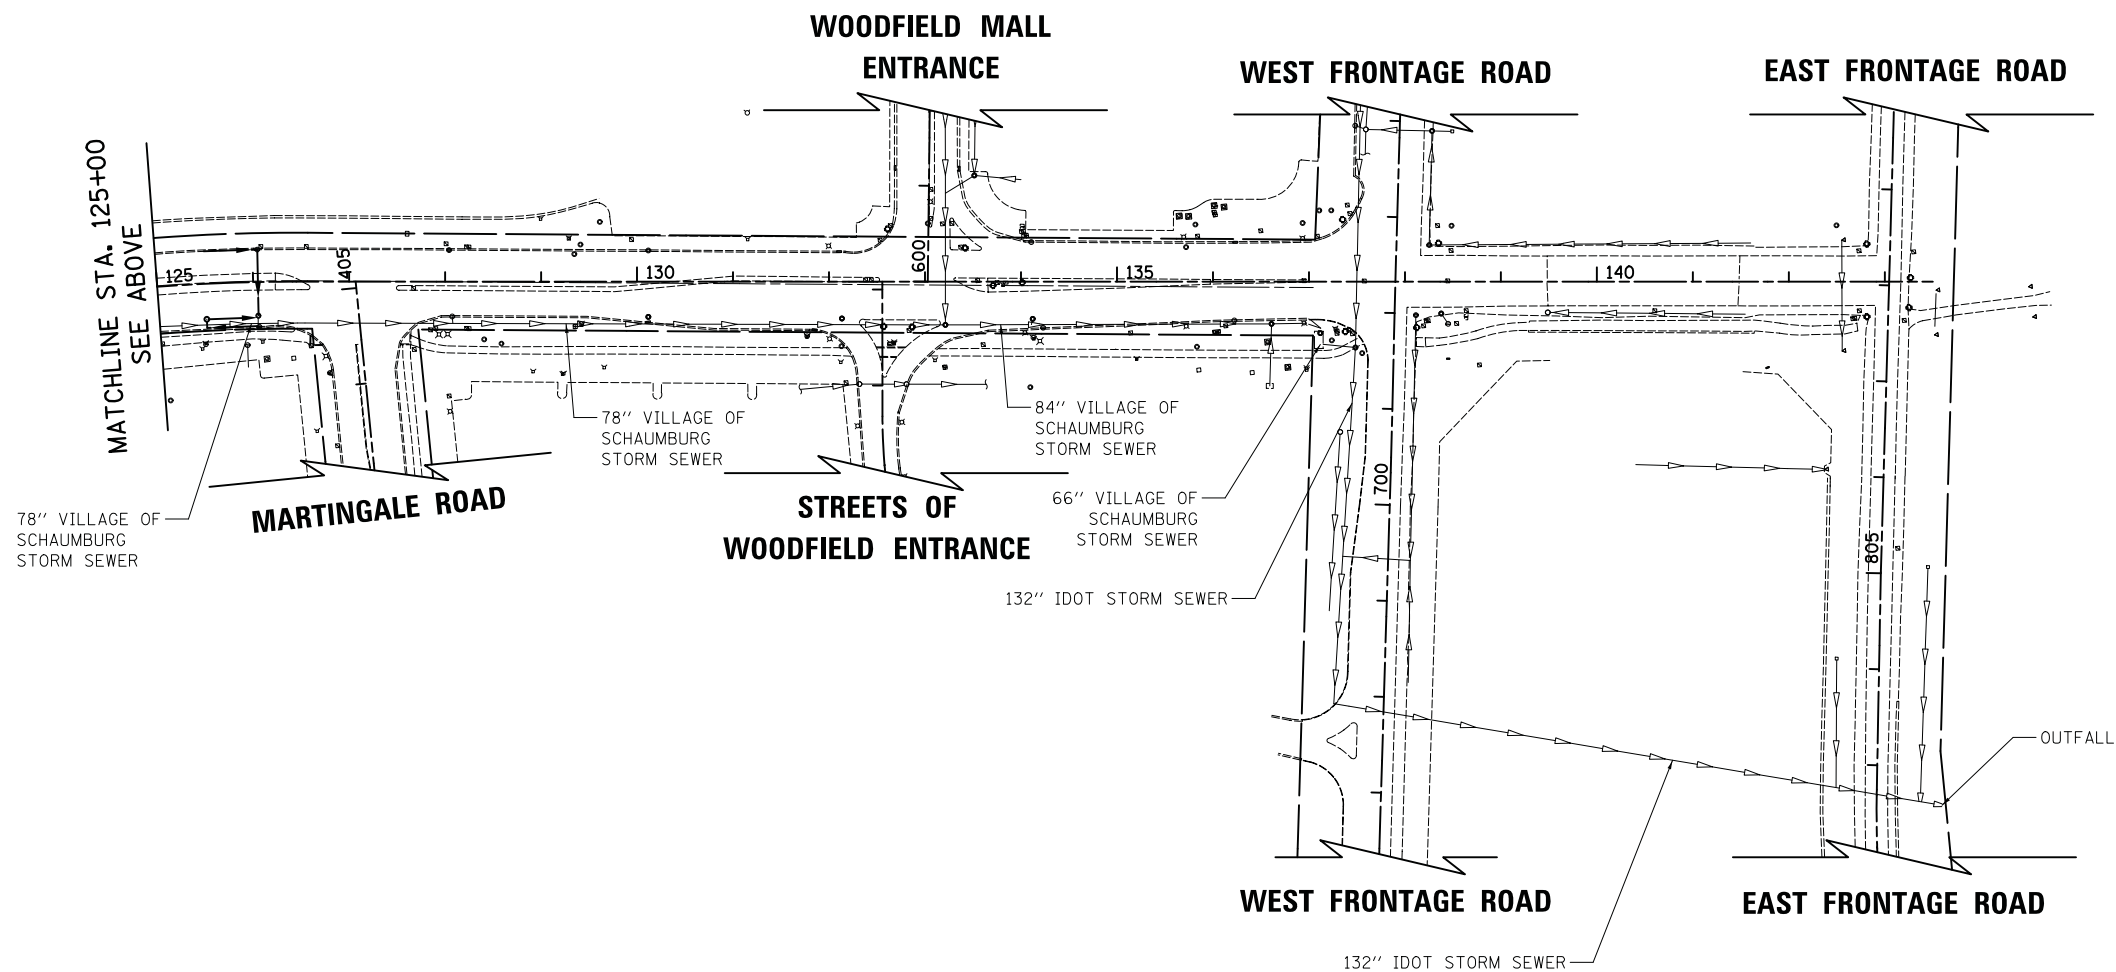 WOODFIELD MALL
ENTRANCE
WEST FRONTAGE ROAD
EAST FRONTAGE ROAD
MATCHLINE STA. 125+00
SEE ABOVE
125
405
130
600
135
140
78" VILLAGE OF
SCHAUMBURG
STORM SEWER
84" VILLAGE OF
SCHAUMBURG
STORM SEWER
700
66" VILLAGE OF
SCHAUMBURG
STORM SEWER
MARTINGALE ROAD
STREETS OF
WOODFIELD ENTRANCE
78" VILLAGE OF
SCHAUMBURG
STORM SEWER
805
132" IDOT STORM SEWER
OUTFALL
WEST FRONTAGE ROAD
EAST FRONTAGE ROAD
132" IDOT STORM SEWER